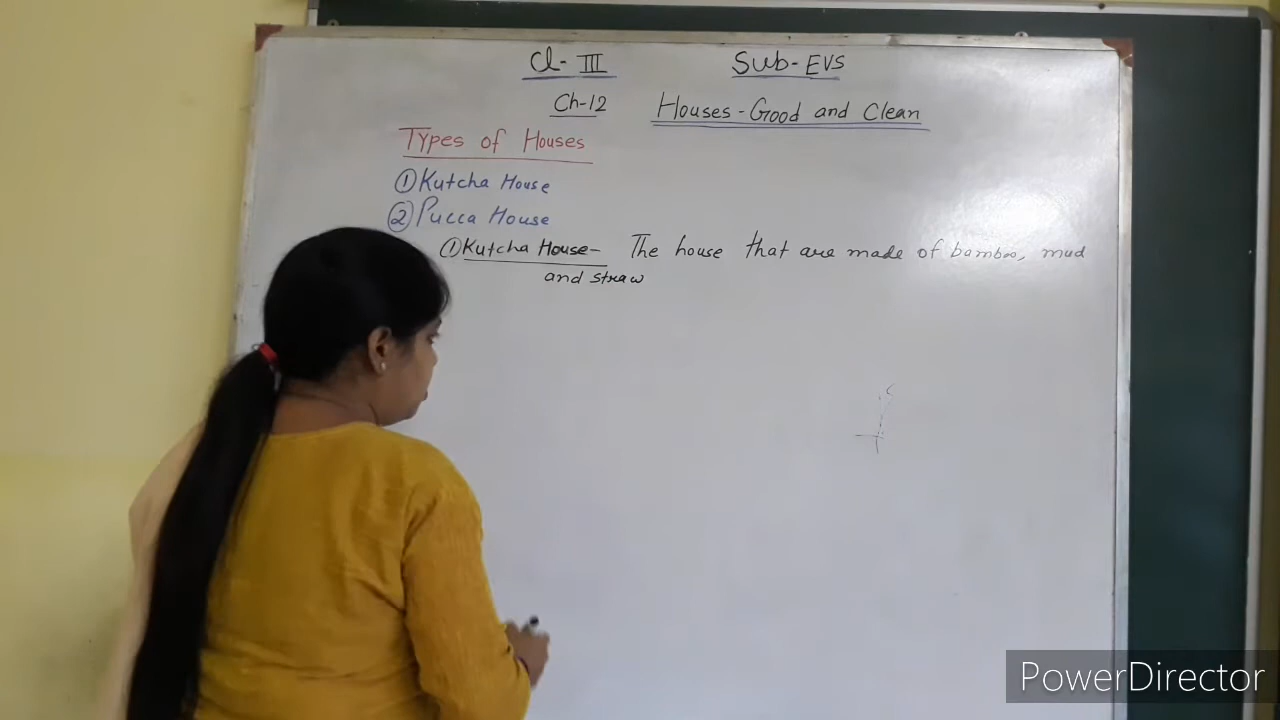 Cl- III Sub- EVS
Ch-12 Houses - Good and Clean
Types of Houses
① Kutcha House
② Pucca House
① Kutcha House- The house that are made of bamboo, mud
and straw
PowerDirector